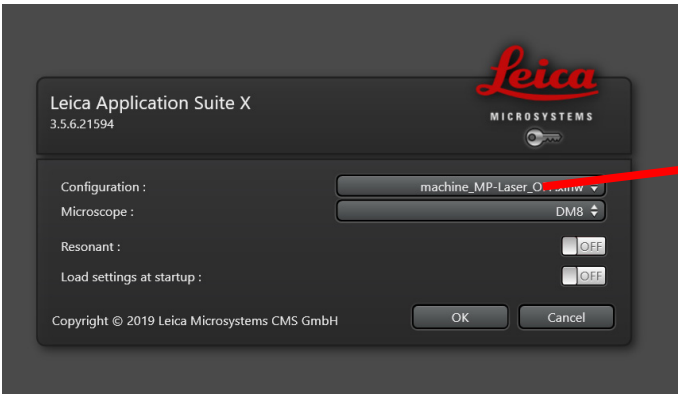 Leica
MICROSYSTEMS
Leica Application Suite X
3.5.6.21594
Configuration :
Microscope : DM8
Resonant : OFF
Load settings at startup : OFF
Copyright © 2019 Leica Microsystems CMS GmbH OK Cancel